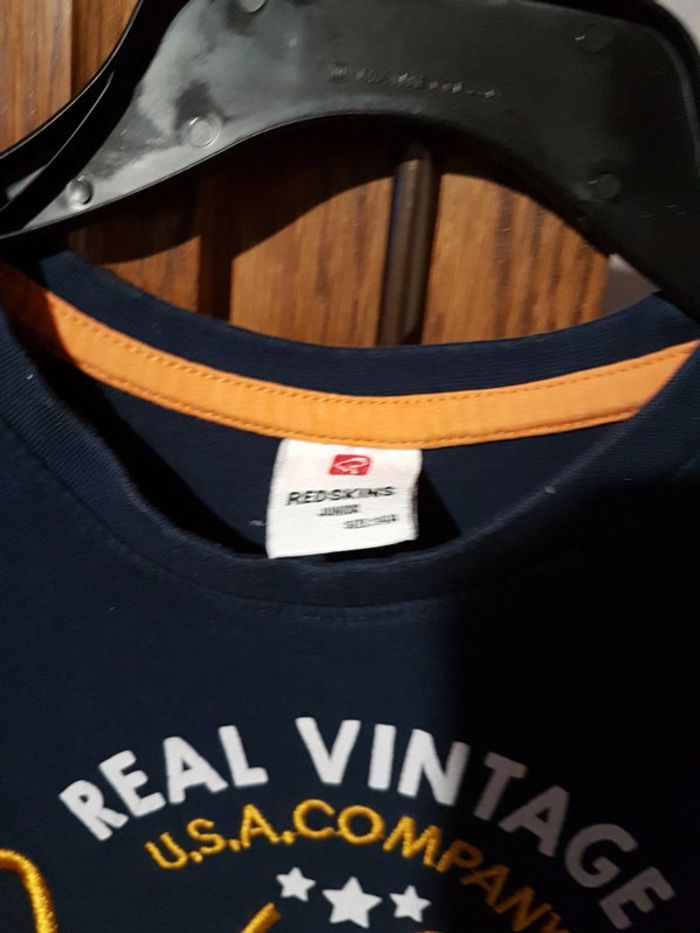 REDSKINS
JUNIOR
REAL VINTAGE
U.S.A. COMPANY